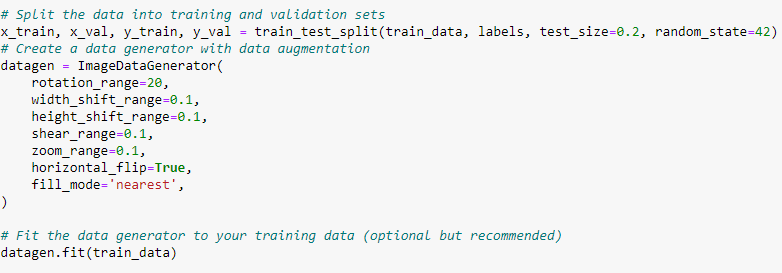 # Split the data into training and validation sets
x_train, x_val, y_train, y_val = train_test_split(train_data, labels, test_size=0.2, random_state=42)
# Create a data generator with data augmentation
datagen = ImageDataGenerator(
    rotation_range=20,
    width_shift_range=0.1,
    height_shift_range=0.1,
    shear_range=0.1,
    zoom_range=0.1,
    horizontal_flip=True,
    fill_mode='nearest',
)
# Fit the data generator to your training data (optional but recommended)
datagen.fit(train_data)